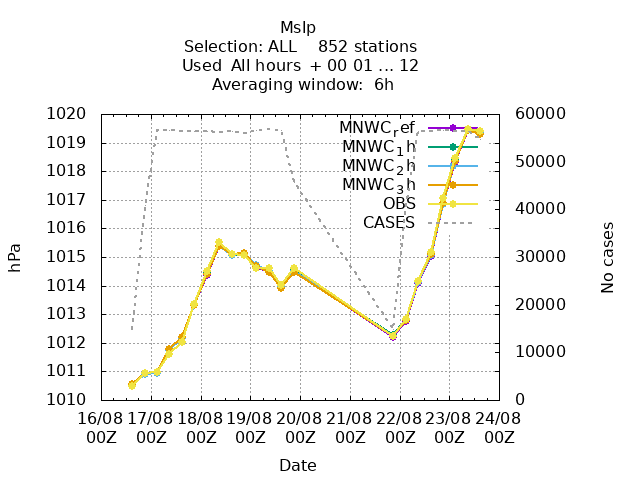 Mslp
Selection: ALL    852 stations
Used  All hours  + 00 01 ... 12
Averaging window:  6h
hPa
1020
1019
1018
1017
1016
1015
1014
1013
1012
1011
1010
MNWC_ref
MNWC_1h
MNWC_2h
MNWC_3h
OBS
CASES
60000
50000
40000
30000
20000
10000
0
No cases
16/08 17/08 18/08 19/08 20/08 21/08 22/08 23/08 24/08
00Z 00Z 00Z 00Z 00Z 00Z 00Z 00Z 00Z
Date